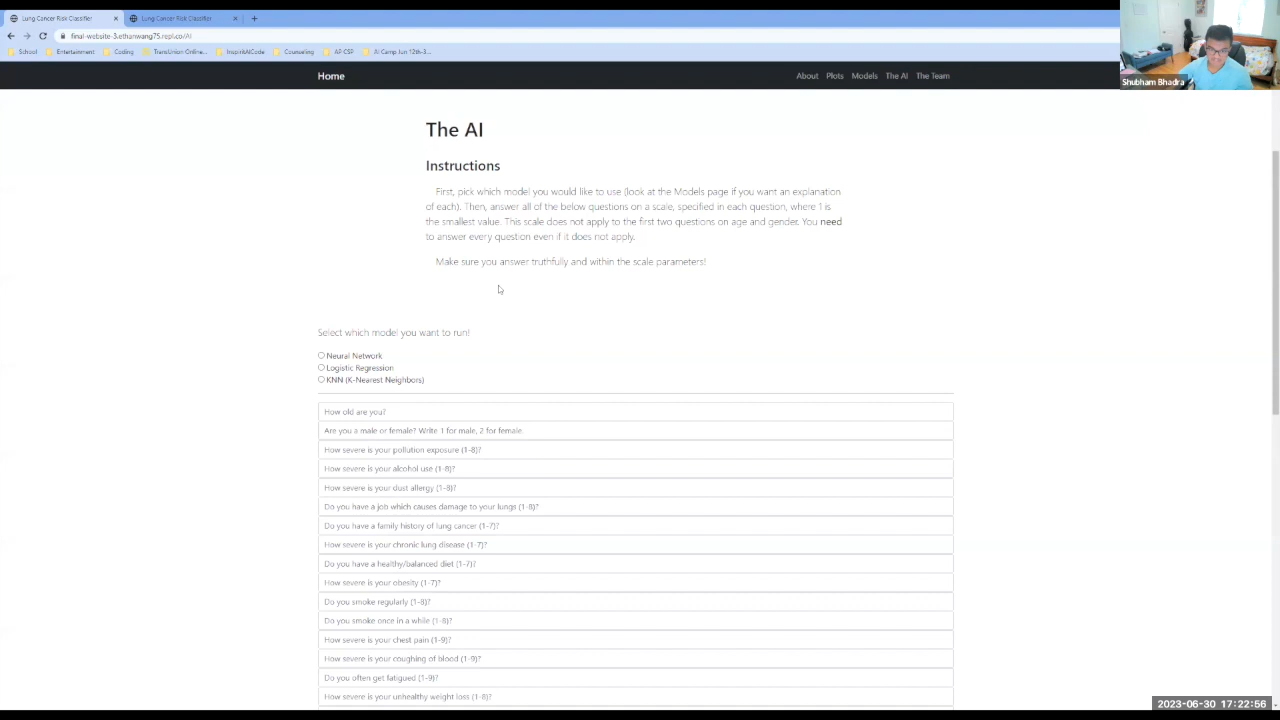 Lung Cancer Risk Classifier
Lung Cancer Risk Classifier
final-website-3.ethanwang75.repl.co/AI
School
Entertainment
Coding
TransUnion Online...
InspiritAICode
Counseling
AP CSP
AI Camp Jun 12th-3...
Shubham Bhadra
Home
About
Plots
Models
The AI
The Team
The AI
Instructions
First, pick which model you would like to use (look at the Models page if you want an explanation
of each). Then, answer all of the below questions on a scale, specified in each question, where 1 is
the smallest value. This scale does not apply to the first two questions on age and gender. You need
to answer every question even if it does not apply.
Make sure you answer truthfully and within the scale parameters!
Select which model you want to run!
Neural Network
Logistic Regression
KNN (K-Nearest Neighbors)
How old are you?
Are you a male or female? Write 1 for male, 2 for female.
How severe is your pollution exposure (1-8)?
How severe is your alcohol use (1-8)?
How severe is your dust allergy (1-8)?
Do you have a job which causes damage to your lungs (1-8)?
Do you have a family history of lung cancer (1-7)?
How severe is your chronic lung disease (1-7)?
Do you have a healthy/balanced diet (1-7)?
How severe is your obesity (1-7)?
Do you smoke regularly (1-8)?
Do you smoke once in a while (1-8)?
How severe is your chest pain (1-9)?
How severe is your coughing of blood (1-9)?
Do you often get fatigued (1-9)?
How severe is your unhealthy weight loss (1-8)?
2023-06-30 17:22:56